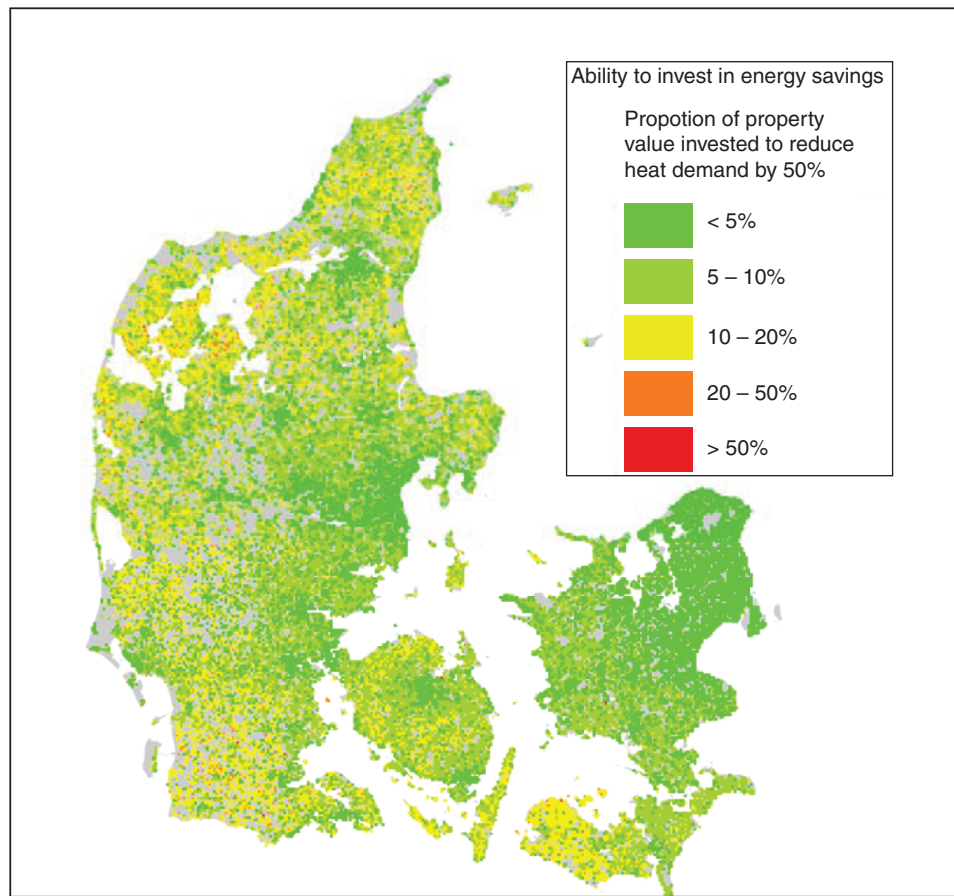 Ability to invest in energy savings
Propotion of property
value invested to reduce
heat demand by 50%
< 5%
5 – 10%
10 – 20%
20 – 50%
> 50%